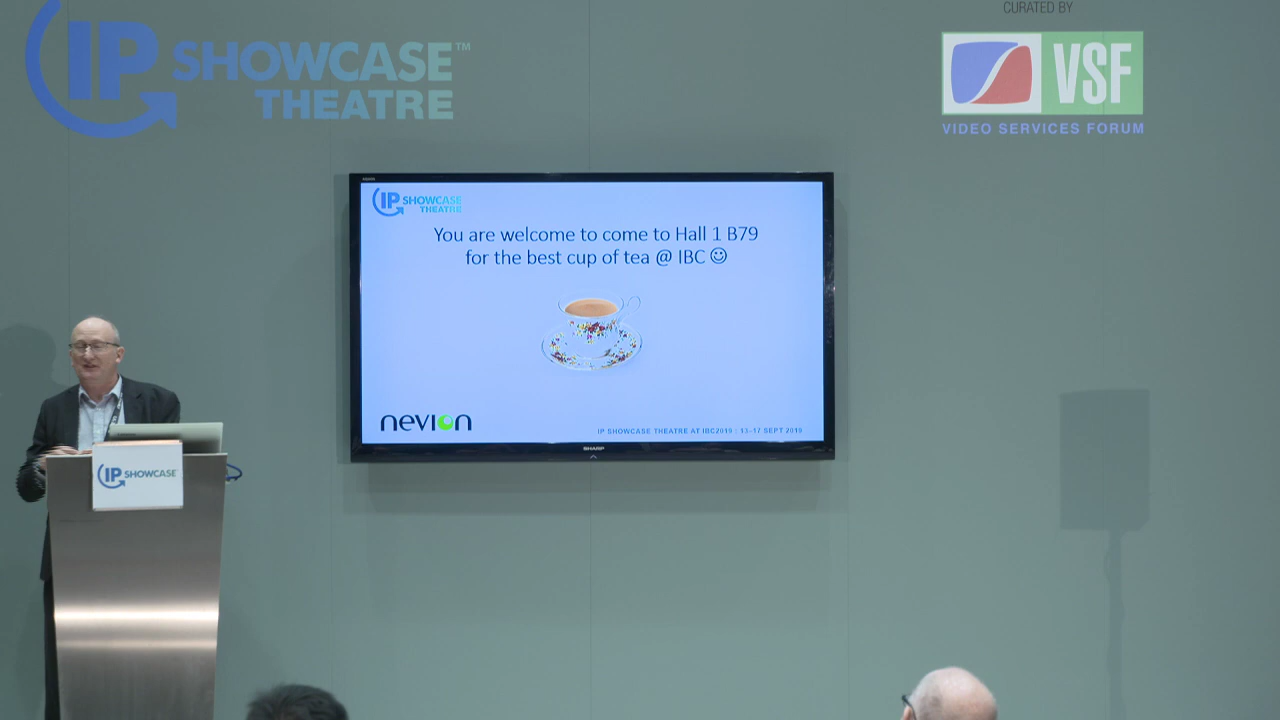 CURATED BY
IP SHOWCASE™
THEATRE
VSF
VIDEO SERVICES FORUM
IP SHOWCASE
THEATRE
You are welcome to come to Hall 1 B79
for the best cup of tea @ IBC ☺
nevion
IP SHOWCASE THEATRE AT IBC2019 : 13-17 SEPT 2019
SHARP
IP SHOWCASE